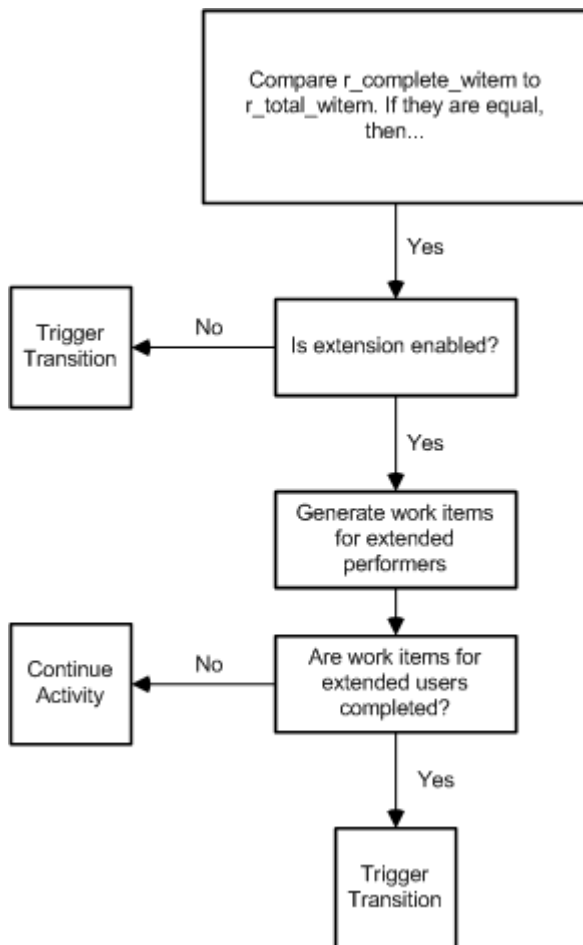 Compare r_complete_witem to
r_total_witem. If they are equal,
then...
Yes
Trigger
Transition
No
Is extension enabled?
Yes
Generate work items
for extended
performers
Continue
Activity
No
Are work items for
extended users
completed?
Yes
Trigger
Transition